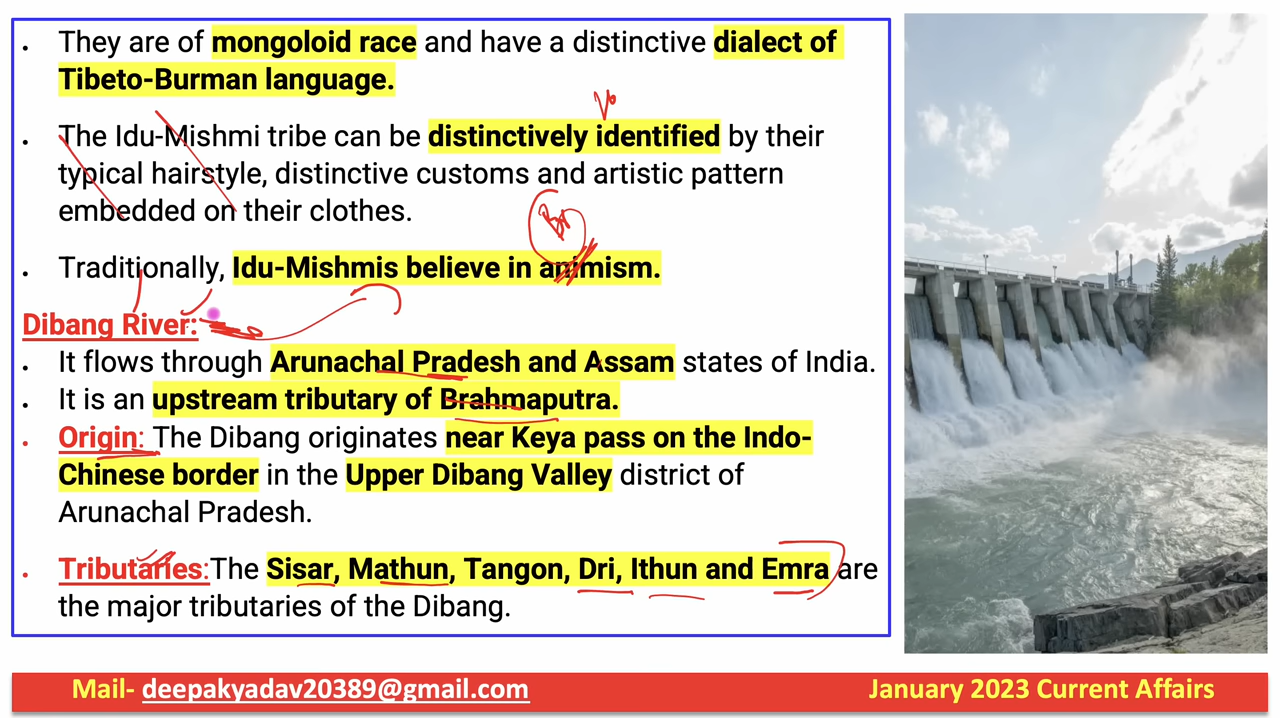 • They are of mongoloid race and have a distinctive dialect of
Tibeto-Burman language.
• The Idu-Mishmi tribe can be distinctively identified by their
typical hairstyle, distinctive customs and artistic pattern
embedded on their clothes.
• Traditionally, Idu-Mishmis believe in animism.
Dibang River:
• It flows through Arunachal Pradesh and Assam states of India.
• It is an upstream tributary of Brahmaputra.
• Origin: The Dibang originates near Keya pass on the Indo-
Chinese border in the Upper Dibang Valley district of
Arunachal Pradesh.
• Tributaries:The Sisar, Mathun, Tangon, Dri, Ithun and Emra are
the major tributaries of the Dibang.
Mail- deepakyadav20389@gmail.com
January 2023 Current Affairs